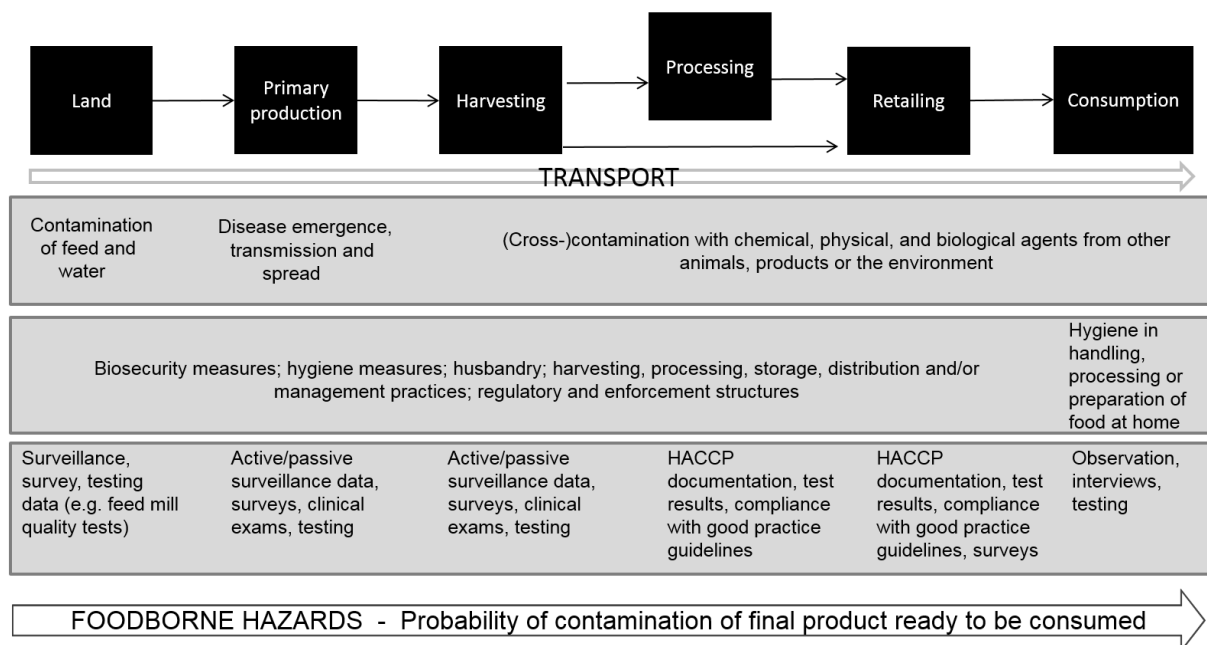 Land
Primary
production
Harvesting
Processing
Retailing
Consumption
TRANSPORT
Contamination
of feed and
water
Disease emergence,
transmission and
spread
(Cross-)contamination with chemical, physical, and biological agents from other
animals, products or the environment
Biosecurity measures; hygiene measures; husbandry; harvesting, processing, storage, distribution and/or
management practices; regulatory and enforcement structures
Hygiene in
handling,
processing or
preparation of
food at home
Surveillance,
survey, testing
data (e.g. feed mill
quality tests)
Active/passive
surveillance data,
surveys, clinical
exams, testing
Active/passive
surveillance data,
surveys, clinical
exams, testing
HACCP
documentation, test
results, compliance
with good practice
guidelines
HACCP
documentation, test
results, compliance
with good practice
guidelines, surveys
Observation,
interviews,
testing
FOODBORNE HAZARDS - Probability of contamination of final product ready to be consumed